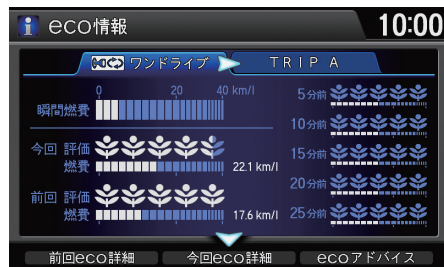 i eco情報 10:00
ワンドライブ TRIP A
0 20 40 km/l
瞬間燃費
今回 評価
燃費 22.1 km/l
前回 評価
燃費 17.6 km/l
5分前
10分前
15分前
20分前
25分前
前回eco詳細 今回eco詳細 ecoアドバイス